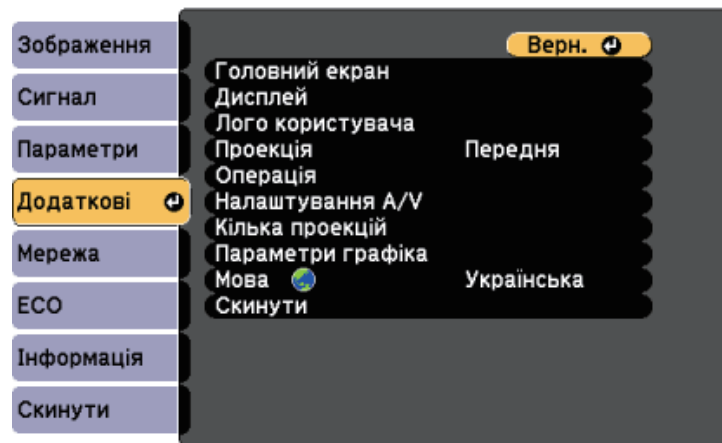 Зображення
Сигнал
Параметри
Додаткові
Мережа
ECO
Інформація
Скинути
Верн.
Головний екран
Дисплей
Лого користувача
Проекція Передня
Операція
Налаштування A/V
Кілька проекцій
Параметри графіка
Мова Українська
Скинути